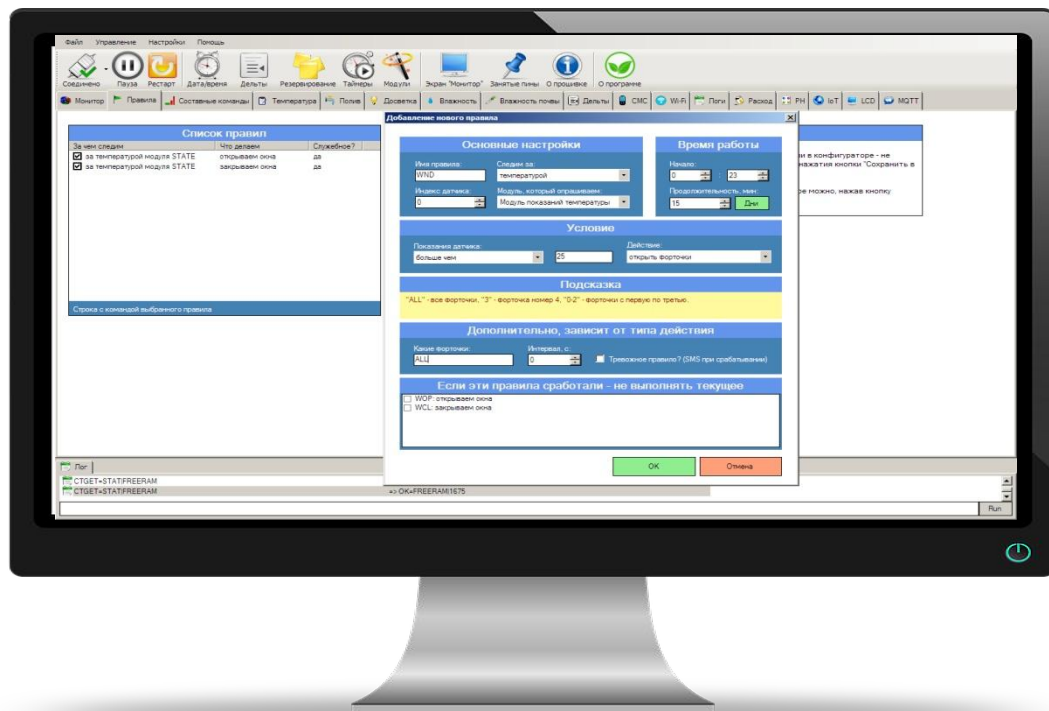 Файл Управление Настройки Помощь
Соединено Пауза Рестарт Дата/время Дельты Резервирование Таймеры Модули Экран "Монитор" Занятые пины О прошивке О программе
Монитор Правила Составные команды Температура Полив Досветка Влажность Влажность почвы Дельты СМС Wi-Fi Логи Расход PH IoT LCD MQTT
Список правил
За чем следим Что делаем Служебное?
за температурой модуля STATE открываем окна да
за температурой модуля STATE закрываем окна да
Строка с командой выбранного правила
Добавление нового правила
Основные настройки
Имя правила: Следим за:
WND температурой
Индекс датчика: Модуль, который опрашиваем:
0 Модуль показаний температуры
Время работы
Начало:
0 : 23
Продолжительность, мин:
15 Дни
Условие
Показания датчика: Действие:
больше чем 25 открыть форточки
Подсказка
"ALL" - все форточки, "3" - форточка номер 4, "0-2" - форточки с первую по третью.
Дополнительно, зависит от типа действия
Какие форточки: Интервал, с:
ALL 0 Тревожное правило? (SMS при срабатывании)
Если эти правила сработали - не выполнять текущее
WOP: открываем окна
WCL: закрываем окна
OK Отмена
и в конфигураторе - не
нажатия кнопки "Сохранить в
ре можно, нажав кнопку
Лог
CTGET=STAT|FREERAM
CTGET=STAT|FREERAM => OK=FREERAM|1675
Run